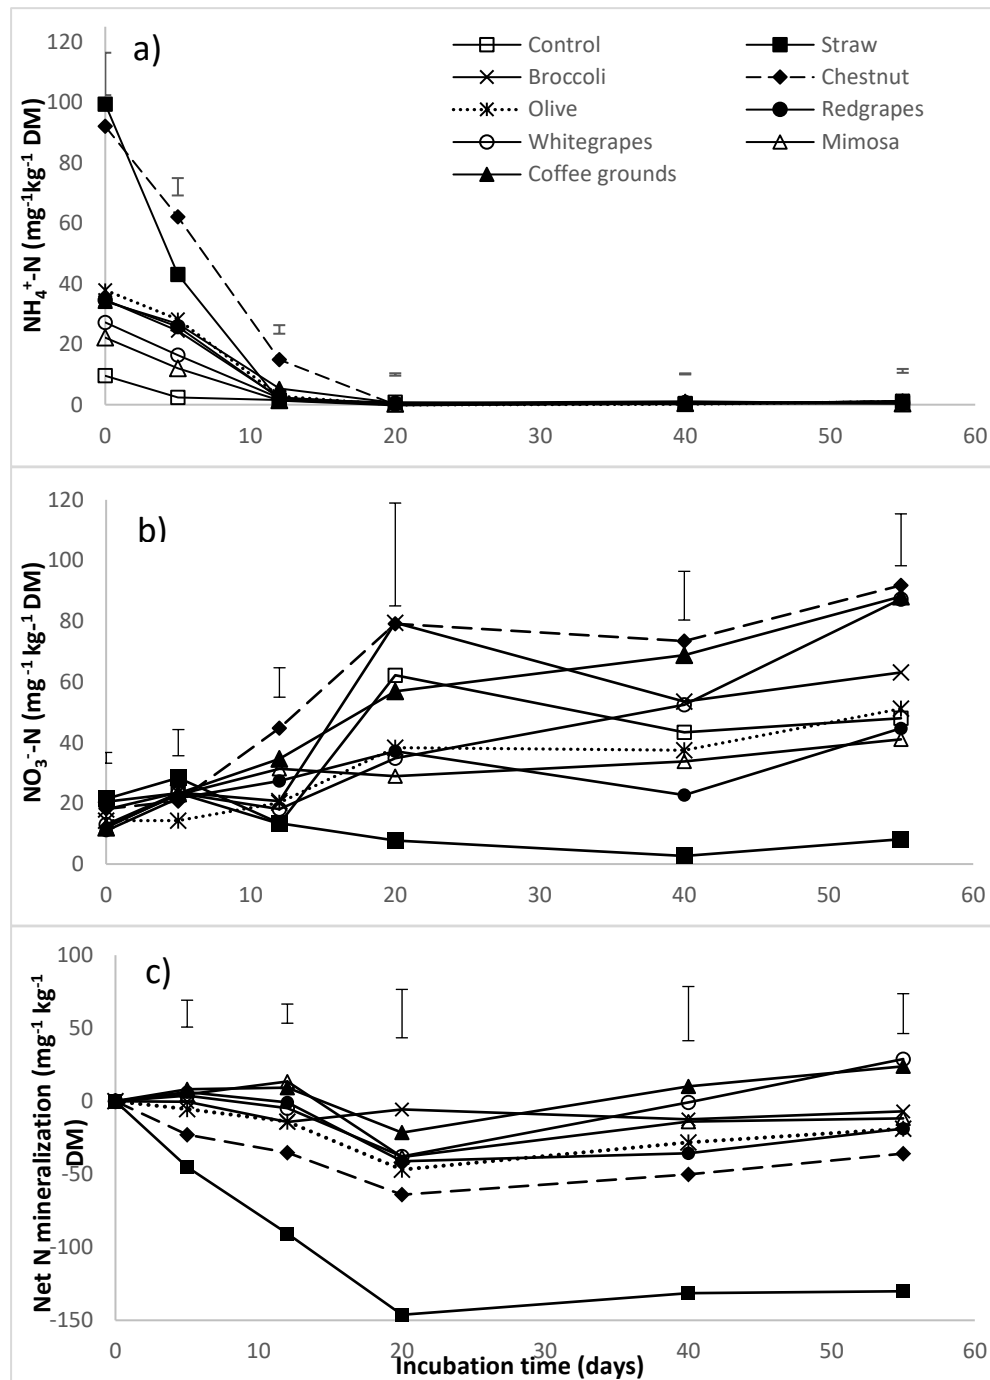 a)
Control Straw
Broccoli Chestnut
Olive Redgrapes
Whitegrapes Mimosa
Coffee grounds
NH₄⁺-N (mg⁻¹kg⁻¹ DM)
120
100
80
60
40
20
0
0 10 20 30 40 50 60
b)
NO₃⁻-N (mg⁻¹ kg-¹ DM)
120
100
80
60
40
20
0
0 10 20 30 40 50 60
c)
Net N mineralization (mg⁻¹ kg⁻¹
DM)
100
50
0
-50
-100
-150
0 10 20 30 40 50 60
Incubation time (days)